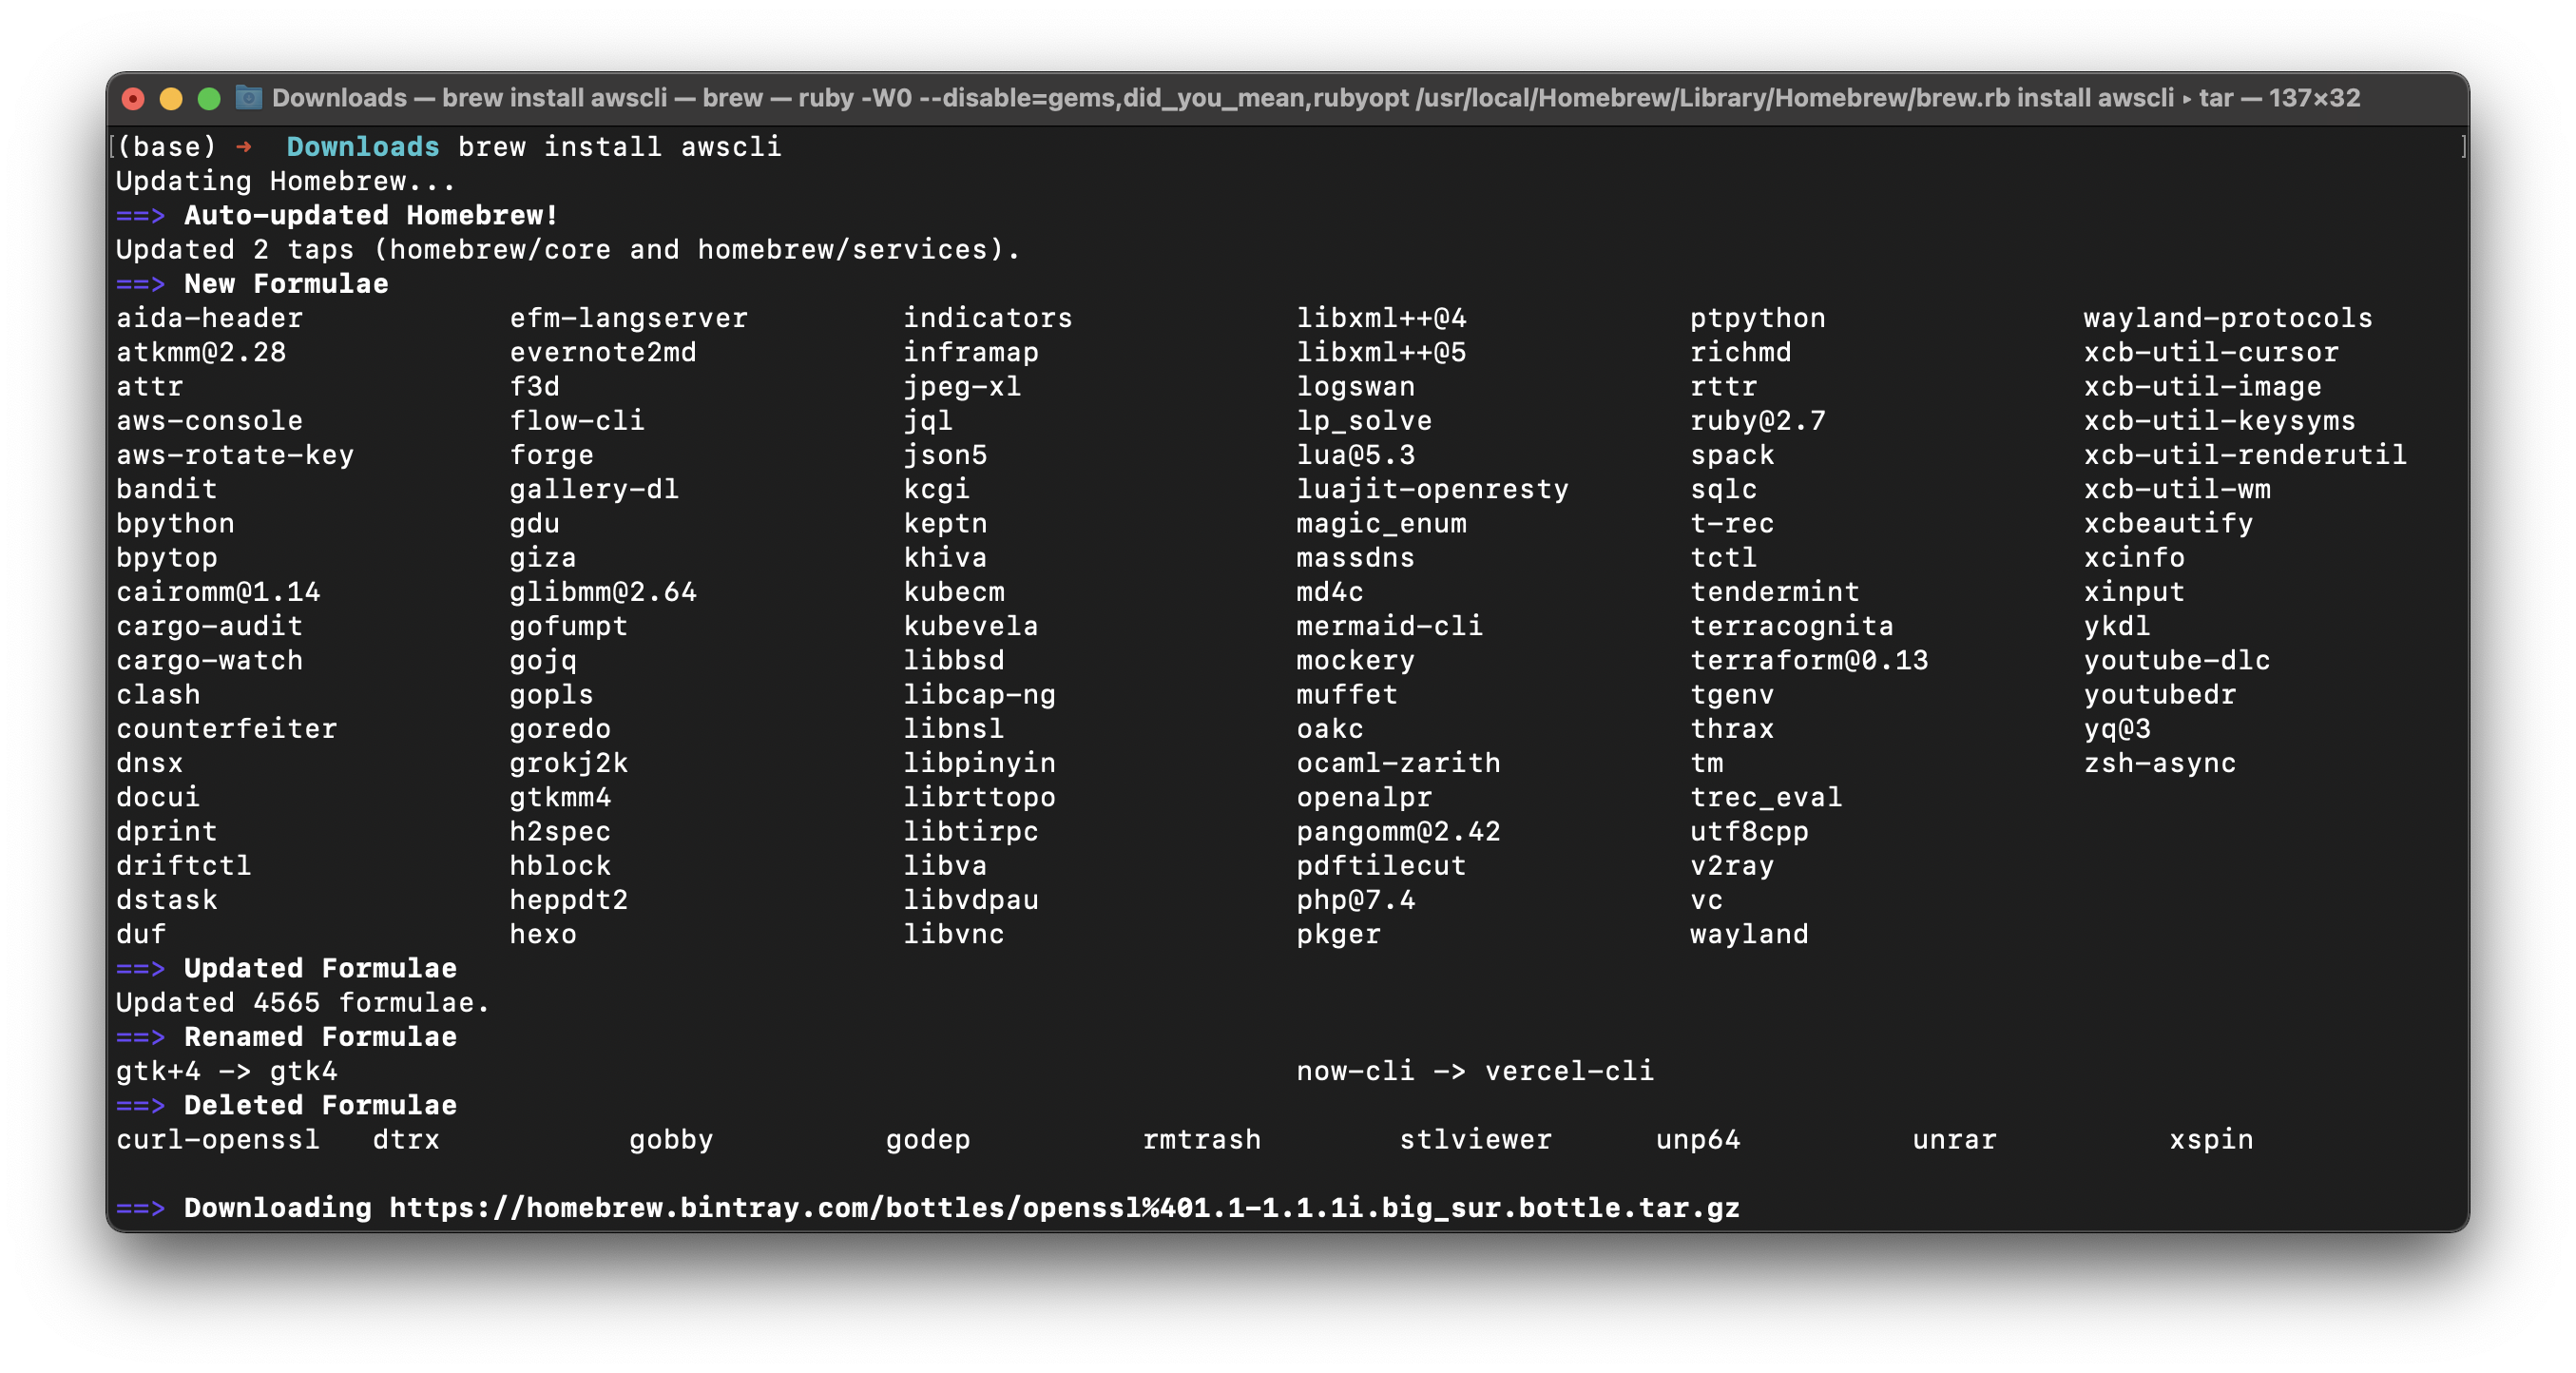 Downloads — brew install awscli — brew — ruby -W0 --disable=gems,did_you_mean,rubyopt /usr/local/Homebrew/Library/Homebrew/brew.rb install awscli ▸ tar — 137×32
[(base) ➜  Downloads brew install awscli ]
Updating Homebrew...
==> Auto-updated Homebrew!
Updated 2 taps (homebrew/core and homebrew/services).
==> New Formulae
aida-header efm-langserver indicators libxml++@4 ptpython wayland-protocols
atkmm@2.28 evernote2md inframap libxml++@5 richmd xcb-util-cursor
attr f3d jpeg-xl logswan rttr xcb-util-image
aws-console flow-cli jql lp_solve ruby@2.7 xcb-util-keysyms
aws-rotate-key forge json5 lua@5.3 spack xcb-util-renderutil
bandit gallery-dl kcgi luajit-openresty sqlc xcb-util-wm
bpython gdu keptn magic_enum t-rec xcbeautify
bpytop giza khiva massdns tctl xcinfo
cairomm@1.14 glibmm@2.64 kubecm md4c tendermint xinput
cargo-audit gofumpt kubevela mermaid-cli terracognita ykdl
cargo-watch gojq libbsd mockery terraform@0.13 youtube-dlc
clash gopls libcap-ng muffet tgenv youtubedr
counterfeiter goredo libnsl oakc thrax yq@3
dnsx grokj2k libpinyin ocaml-zarith tm zsh-async
docui gtkmm4 librttopo openalpr trec_eval
dprint h2spec libtirpc pangomm@2.42 utf8cpp
driftctl hblock libva pdftilecut v2ray
dstask heppdt2 libvdpau php@7.4 vc
duf hexo libvnc pkger wayland
==> Updated Formulae
Updated 4565 formulae.
==> Renamed Formulae
gtk+4 -> gtk4 now-cli -> vercel-cli
==> Deleted Formulae
curl-openssl dtrx gobby godep rmtrash stlviewer unp64 unrar xspin
==> Downloading https://homebrew.bintray.com/bottles/openssl%401.1-1.1.1i.big_sur.bottle.tar.gz